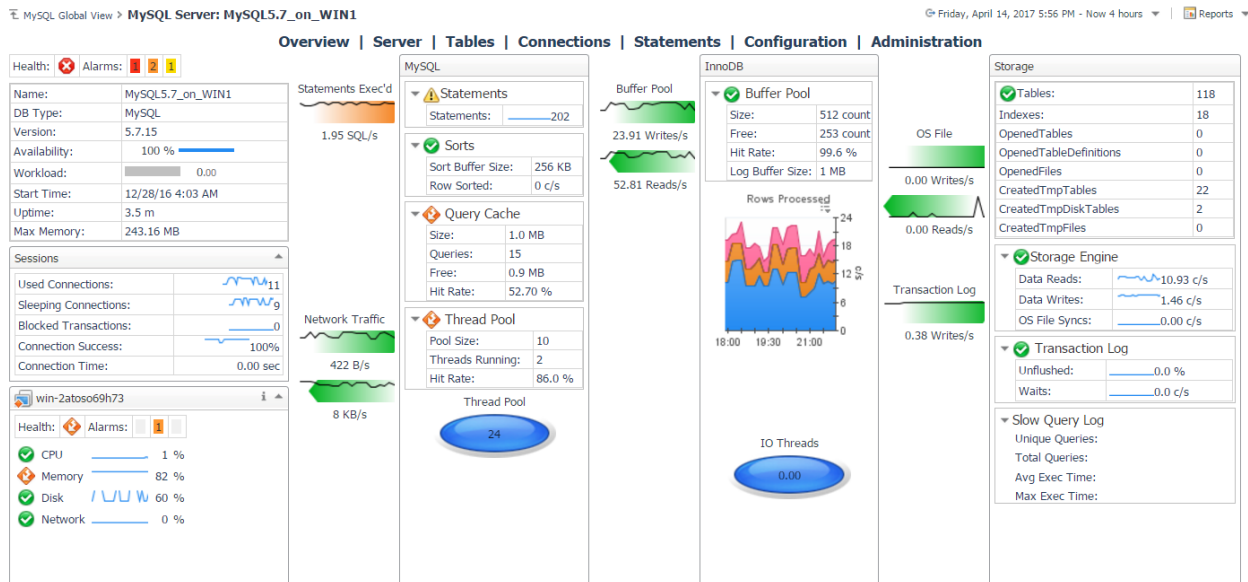 MySQL Global View > MySQL Server: MySQL5.7_on_WIN1
Friday, April 14, 2017 5:56 PM - Now 4 hours
Reports
Overview | Server | Tables | Connections | Statements | Configuration | Administration
Health: Alarms: 1 2 1
Name: MySQL5.7_on_WIN1
DB Type: MySQL
Version: 5.7.15
Availability: 100 %
Workload: 0.00
Start Time: 12/28/16 4:03 AM
Uptime: 3.5 m
Max Memory: 243.16 MB
Sessions
Used Connections: 11
Sleeping Connections: 9
Blocked Transactions: 0
Connection Success: 100%
Connection Time: 0.00 sec
win-2atoso69h73 i
Health: Alarms: 1
CPU 1 %
Memory 82 %
Disk 60 %
Network 0 %
Statements Exec'd
1.95 SQL/s
Network Traffic
422 B/s
8 KB/s
MySQL
Statements
Statements: 202
Sorts
Sort Buffer Size: 256 KB
Row Sorted: 0 c/s
Query Cache
Size: 1.0 MB
Queries: 15
Free: 0.9 MB
Hit Rate: 52.70 %
Thread Pool
Pool Size: 10
Threads Running: 2
Hit Rate: 86.0 %
Thread Pool
24
Buffer Pool
23.91 Writes/s
52.81 Reads/s
InnoDB
Buffer Pool
Size: 512 count
Free: 253 count
Hit Rate: 99.6 %
Log Buffer Size: 1 MB
Rows Processed
24
18
12
6
0
c/s
18:00 19:30 21:00
IO Threads
0.00
OS File
0.00 Writes/s
0.00 Reads/s
Transaction Log
0.38 Writes/s
Storage
Tables: 118
Indexes: 18
OpenedTables 0
OpenedTableDefinitions 0
OpenedFiles 0
CreatedTmpTables 22
CreatedTmpDiskTables 2
CreatedTmpFiles 0
Storage Engine
Data Reads: 10.93 c/s
Data Writes: 1.46 c/s
OS File Syncs: 0.00 c/s
Transaction Log
Unflushed: 0.0 %
Waits: 0.0 c/s
Slow Query Log
Unique Queries:
Total Queries:
Avg Exec Time:
Max Exec Time: